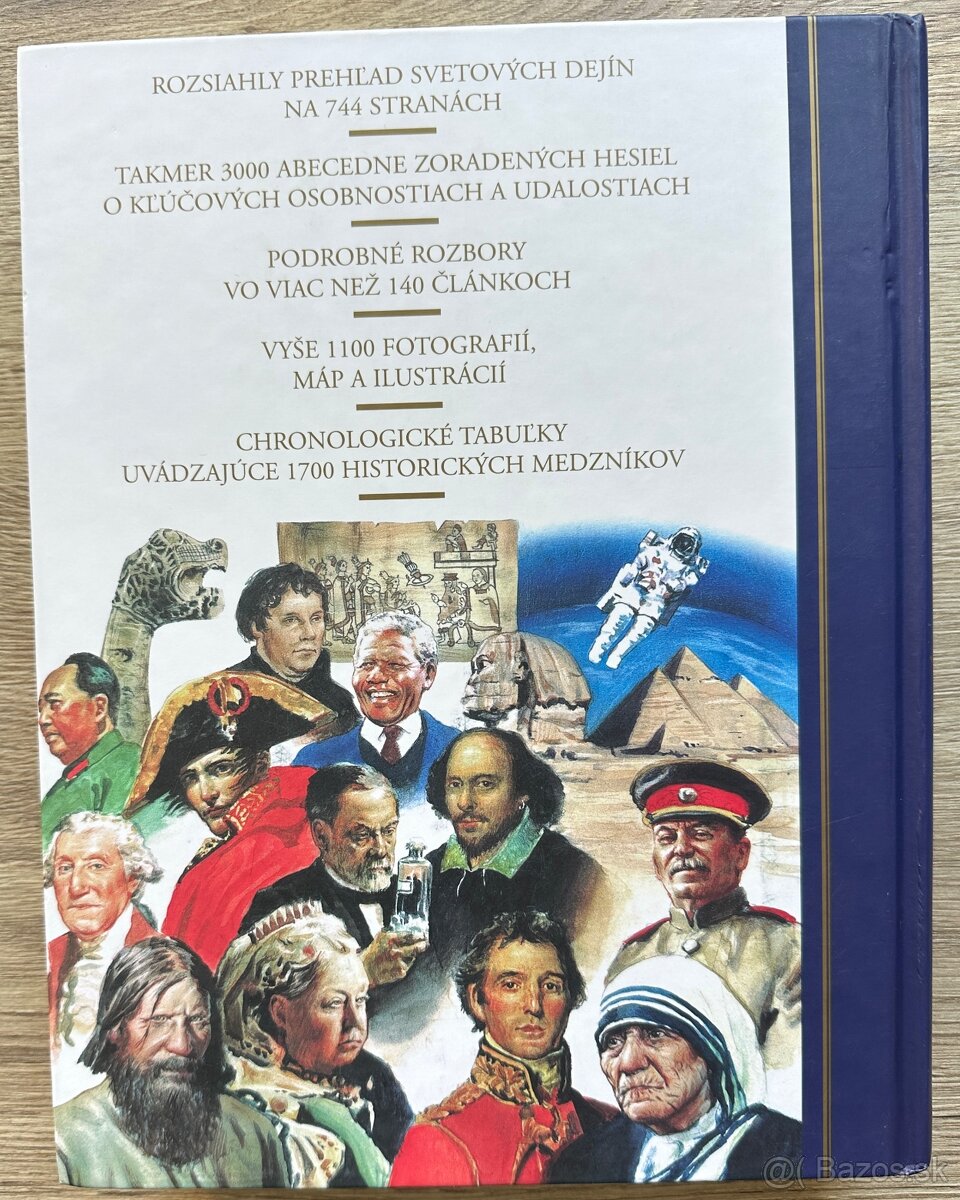 ROZSIAHLY PREHĽAD SVETOVÝCH DEJÍN
NA 744 STRANÁCH
TAKMER 3000 ABECEDNE ZORADENÝCH HESIEL
O KĽÚČOVÝCH OSOBNOSTIACH A UDALOSTIACH
PODROBNÉ ROZBORY
VO VIAC NEŽ 140 ČLÁNKOCH
VYŠE 1100 FOTOGRAFIÍ,
MÁP A ILUSTRÁCIÍ
CHRONOLOGICKÉ TABUĽKY
UVÁDZAJÚCE 1700 HISTORICKÝCH MEDZNÍKOV
@( Bazos.sk